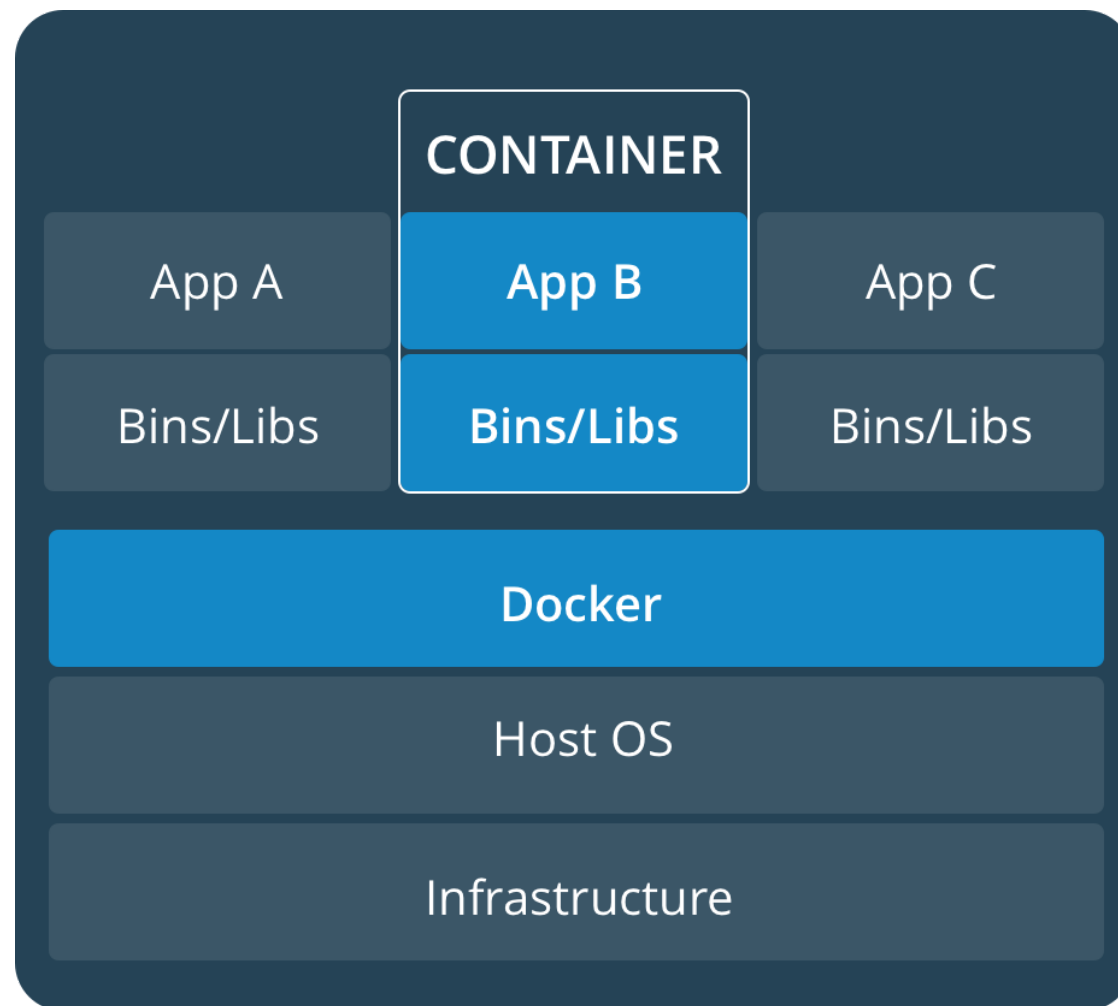 CONTAINER
App A
App B
App C
Bins/Libs
Bins/Libs
Bins/Libs
Docker
Host OS
Infrastructure